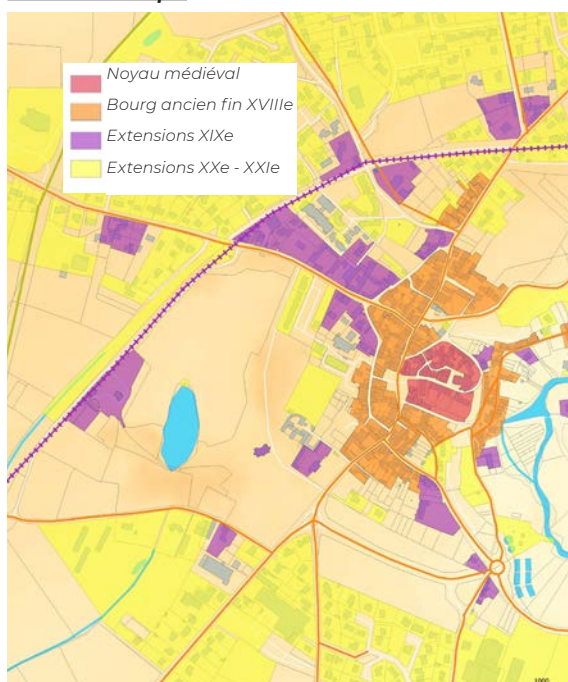 Noyau médiéval
Bourg ancien fin XVIIIe
Extensions XIXe
Extensions XXe - XXIe